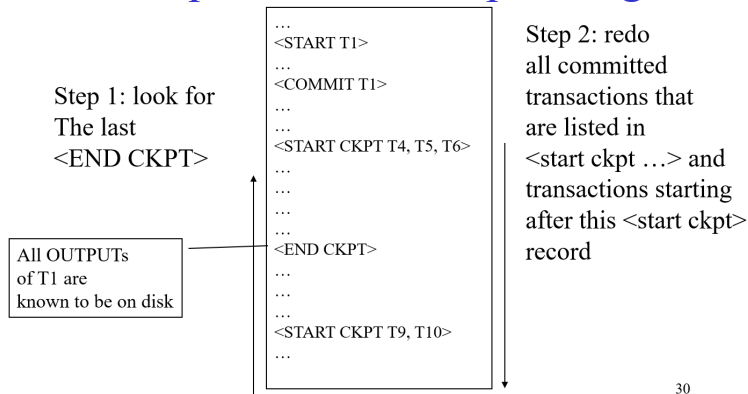 Step 1: look for
The last
<END CKPT>
All OUTPUTs
of T1 are
known to be on disk
…
<START T1>
…
<COMMIT T1>
…
…
<START CKPT T4, T5, T6>
…
…
…
…
<END CKPT>
…
…
…
<START CKPT T9, T10>
…
Step 2: redo
all committed
transactions that
are listed in
<start ckpt …> and
transactions starting
after this <start ckpt>
record
30